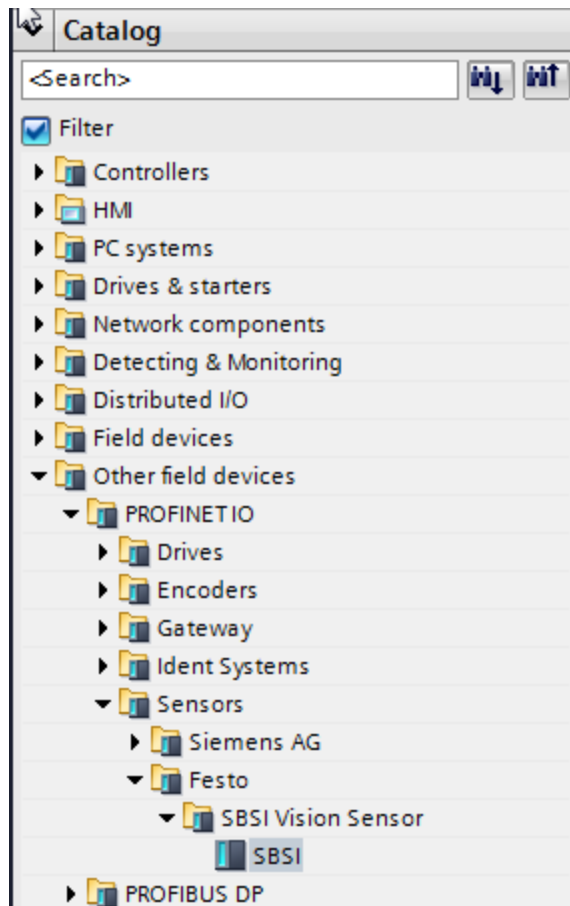 Catalog
<Search>
Filter
Controllers
HMI
PC systems
Drives & starters
Network components
Detecting & Monitoring
Distributed I/O
Field devices
Other field devices
PROFINET IO
Drives
Encoders
Gateway
Ident Systems
Sensors
Siemens AG
Festo
SBSI Vision Sensor
SBSI
PROFIBUS DP